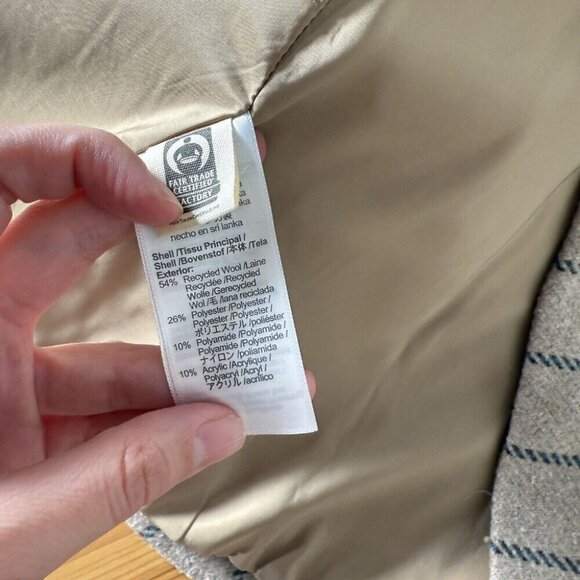 FAIR TRADE
CERTIFIED
FACTORY
lanka
hecho en sri lanka
Shell /Tissu Principal /
Shell /Bovenstof /本体 /Tela
Exterior:
54% Recycled Wool /Laine
Recyclée /Recycled
Wolle /Gerecycled
Wol /毛 /lana reciclada
26% Polyester /Polyester /
Polyester /Polyester /
ポリエステル /poliéster
10% Polyamide /Polyamide /
Polyamide /Polyamide /
ナイロン /poliamida
10% Acrylic /Acrylique /
Polyacryl /Acryl /
アクリル /acrílico